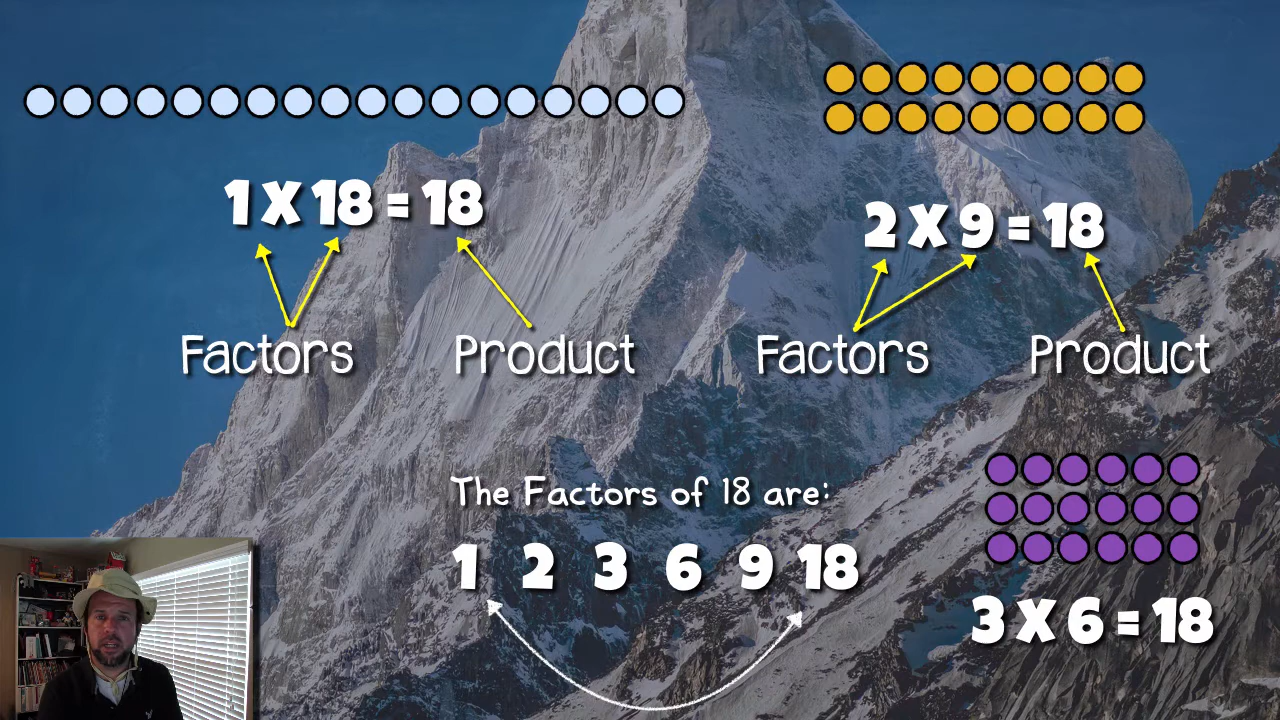 1 X 18 = 18
Factors
Product
2 X 9 = 18
Factors
Product
The Factors of 18 are:
1 2 3 6 9 18
3 X 6 = 18